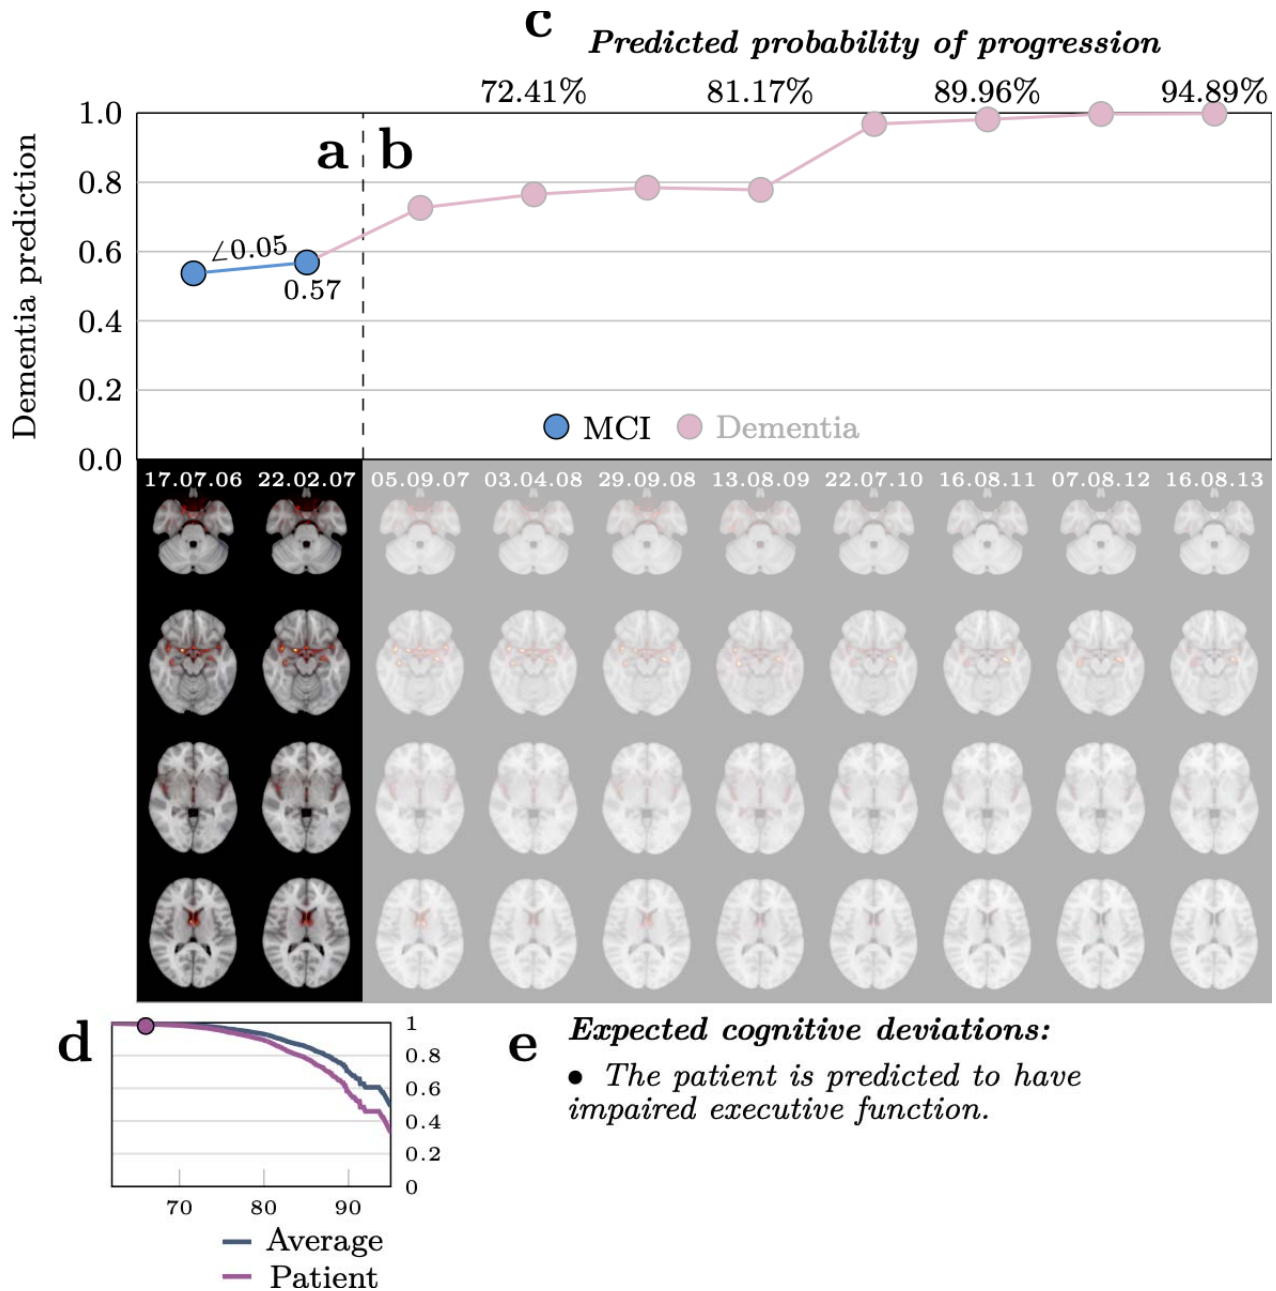 c
Predicted probability of progression
72.41% 81.17% 89.96% 94.89%
Dementia prediction
1.0
0.8
0.6
0.4
0.2
0.0
a b
∠0.05
0.57
MCI Dementia
17.07.06 22.02.07 05.09.07 03.04.08 29.09.08 13.08.09 22.07.10 16.08.11 07.08.12 16.08.13
d
1
0.8
0.6
0.4
0.2
0
70 80 90
Average
Patient
e
Expected cognitive deviations:
• The patient is predicted to have
impaired executive function.